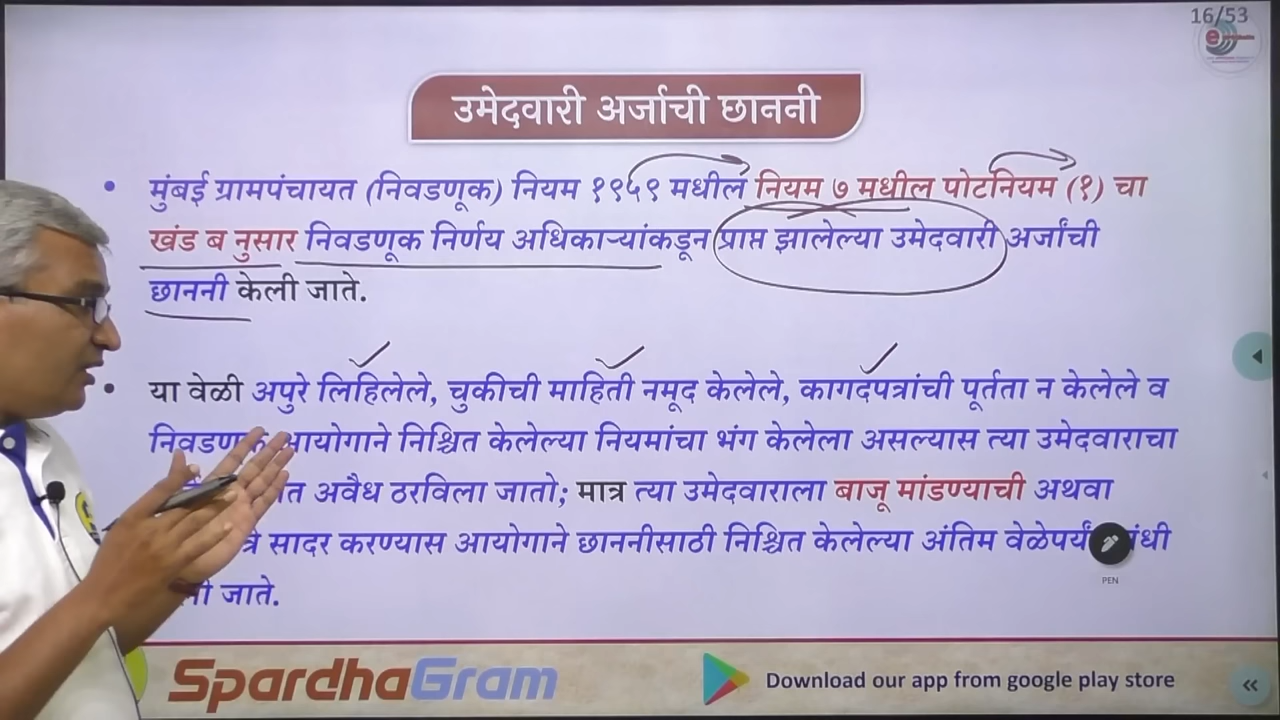 16/53
उमेदवारी अर्जाची छाननी
• मुंबई ग्रामपंचायत (निवडणूक) नियम १९५९ मधील नियम ७ मधील पोटनियम (१) चा
खंड ब नुसार निवडणूक निर्णय अधिकाऱ्यांकडून प्राप्त झालेल्या उमेदवारी अर्जांची
छाननी केली जाते.
• या वेळी अपुरे लिहिलेले, चुकीची माहिती नमूद केलेले, कागदपत्रांची पूर्तता न केलेले व
निवडणूक आयोगाने निश्चित केलेल्या नियमांचा भंग केलेला असल्यास त्या उमेदवाराचा
अवैध ठरविला जातो; मात्र त्या उमेदवाराला बाजू मांडण्याची अथवा
सादर करण्यास आयोगाने छाननीसाठी निश्चित केलेल्या अंतिम वेळेपर्यंत संधी
जाते.
PEN
SpardhaGram
Download our app from google play store